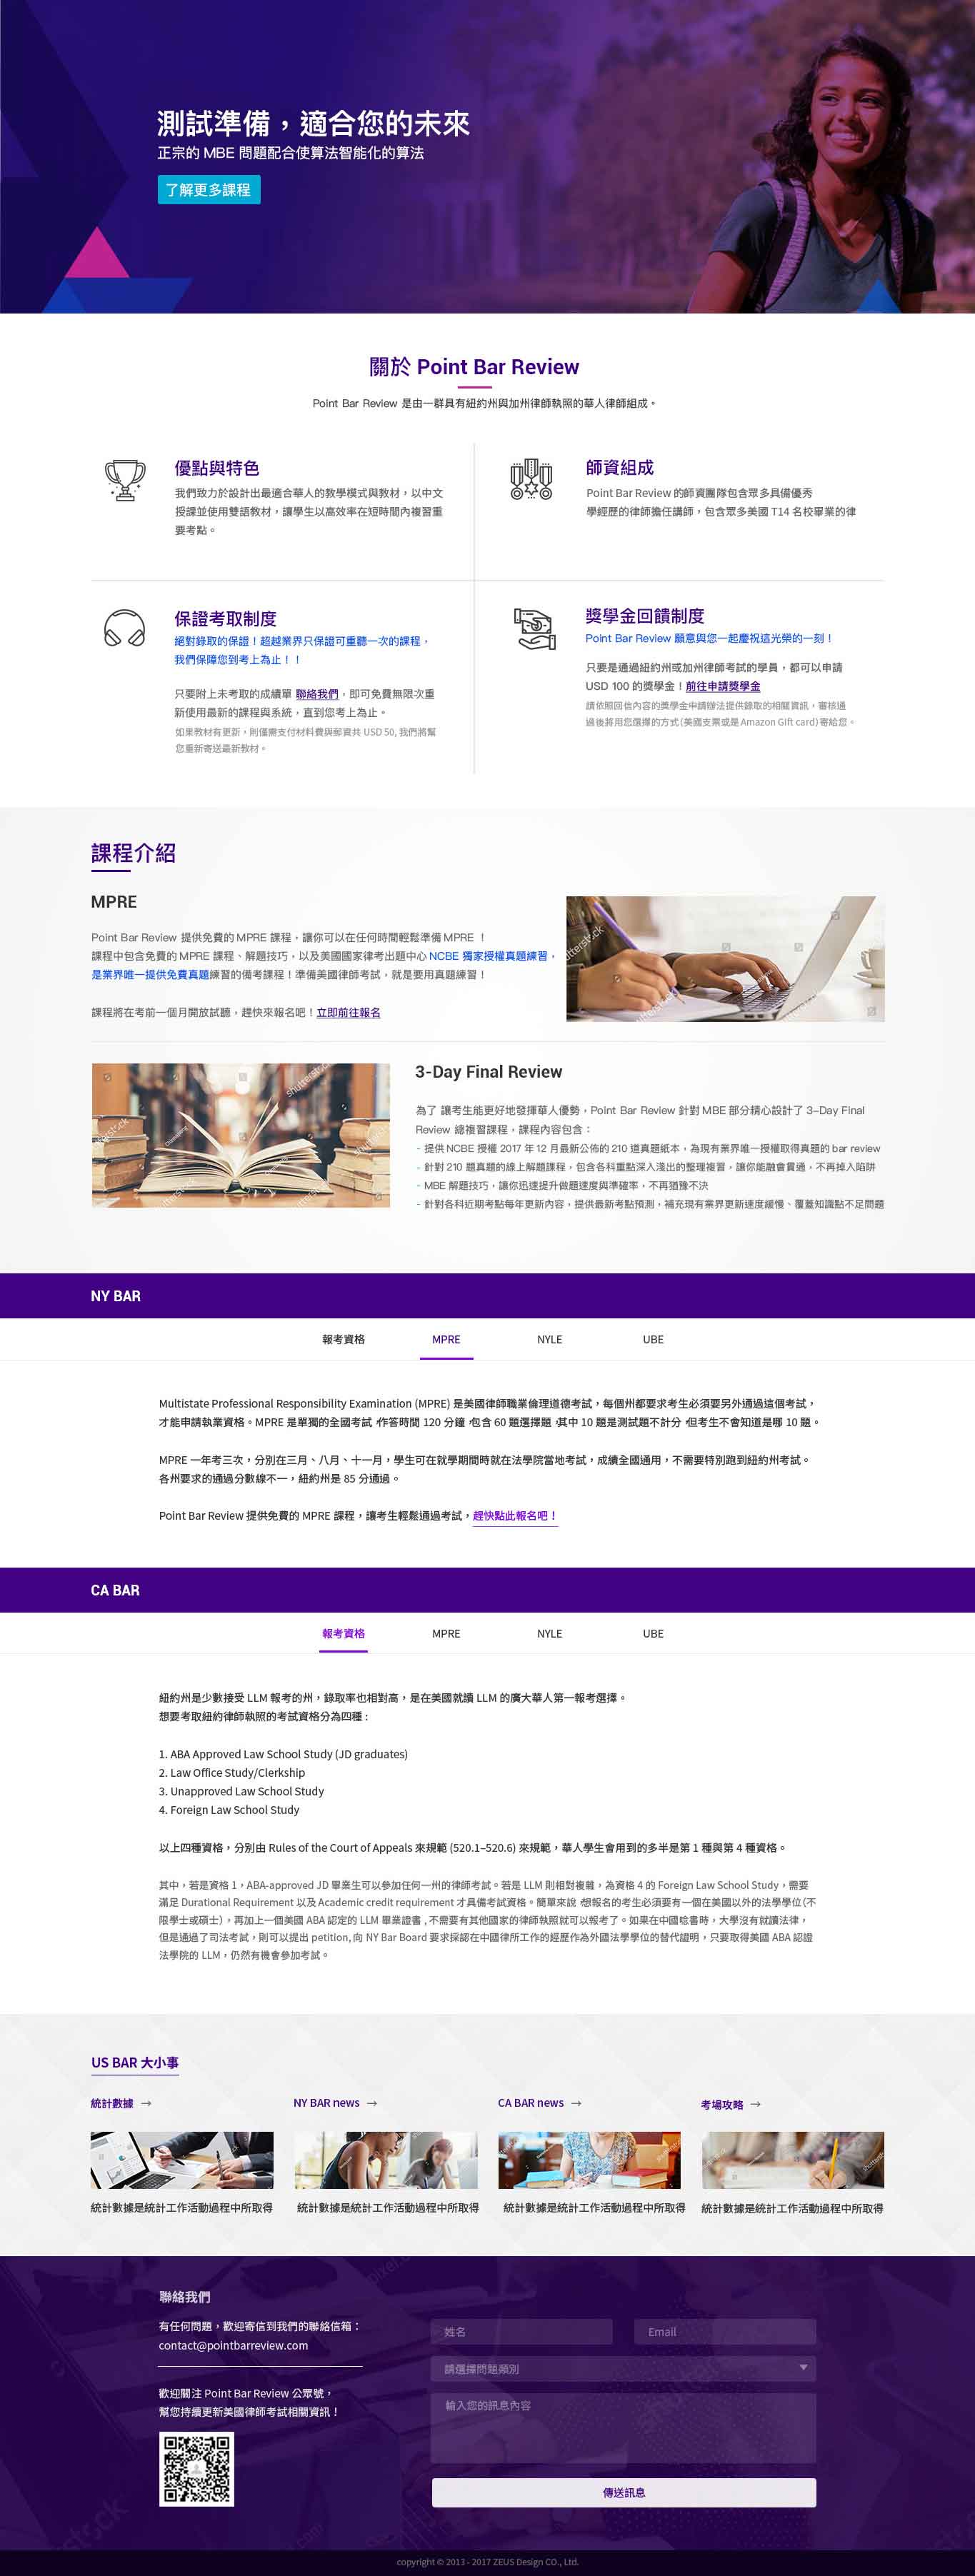 測試準備，適合您的未來
正宗的 MBE 問題配合使算法智能化的算法
了解更多課程
關於 Point Bar Review
Point Bar Review 是由一群具有紐約州與加州律師執照的華人律師組成。
優點與特色
我們致力於設計出最適合華人的教學模式與教材，以中文
授課並使用雙語教材，讓學生以高效率在短時間內複習重
要考點。
師資組成
Point Bar Review 的師資團隊包含眾多具備優秀
學經歷的律師擔任講師，包含眾多美國 T14 名校畢業的律
保證考取制度
絕對錄取的保證！超越業界只保證可重聽一次的課程，
我們保障您到考上為止！！
只要附上未考取的成績單 聯絡我們，即可免費無限次重
新使用最新的課程與系統，直到您考上為止。
如果教材有更新，則僅需支付材料費與郵資共 USD 50, 我們將幫
您重新寄送最新教材。
獎學金回饋制度
Point Bar Review 願意與您一起慶祝這光榮的一刻！
只要是通過紐約州或加州律師考試的學員，都可以申請
USD 100 的獎學金！前往申請獎學金
請依照回信內容的獎學金申請辦法提供錄取的相關資訊，審核通
過後將用您選擇的方式（美國支票或是 Amazon GIft card）寄給您。
課程介紹
MPRE
Point Bar Review 提供免費的 MPRE 課程，讓你可以在任何時間輕鬆準備 MPRE ！
課程中包含免費的 MPRE 課程、解題技巧，以及美國國家律考出題中心 NCBE 獨家授權真題練習，
是業界唯一提供免費真題練習的備考課程！準備美國律師考試，就是要用真題練習！
課程將在考前一個月開放試聽，趕快來報名吧！立即前往報名
3-Day Final Review
為了 讓考生能更好地發揮華人優勢，Point Bar Review 針對 MBE 部分精心設計了 3-Day Final
Review 總複習課程，課程內容包含：
- 提供 NCBE 授權 2017 年 12 月最新公佈的 210 道真題紙本，為現有業界唯一授權取得真題的 bar review
- 針對 210 題真題的線上解題課程，包含各科重點深入淺出的整理複習，讓你能融會貫通，不再掉入陷阱
- MBE 解題技巧，讓你迅速提升做題速度與準確率，不再猶豫不決
- 針對各科近期考點每年更新內容，提供最新考點預測，補充現有業界更新速度緩慢、覆蓋知識點不足問題
NY BAR
報考資格 MPRE NYLE UBE
Multistate Professional Responsibility Examination (MPRE) 是美國律師職業倫理道德考試，每個州都要求考生必須要另外通過這個考試，
才能申請執業資格。MPRE 是單獨的全國考試，作答時間 120 分鐘，包含 60 題選擇題，其中 10 題是測試題不計分，但考生不會知道是哪 10 題。
MPRE 一年考三次，分別在三月、八月、十一月，學生可在就學期間時就在法學院當地考試，成績全國通用，不需要特別跑到紐約州考試。
各州要求的通過分數線不一，紐約州是 85 分通過。
Point Bar Review 提供免費的 MPRE 課程，讓考生輕鬆通過考試，趕快點此報名吧！
CA BAR
報考資格 MPRE NYLE UBE
紐約州是少數接受 LLM 報考的州，錄取率也相對高，是在美國就讀 LLM 的廣大華人第一報考選擇。
想要考取紐約律師執照的考試資格分為四種：
1. ABA Approved Law School Study (JD graduates)
2. Law Office Study/Clerkship
3. Unapproved Law School Study
4. Foreign Law School Study
以上四種資格，分別由 Rules of the Court of Appeals 來規範 (520.1–520.6) 來規範，華人學生會用到的多半是第 1 種與第 4 種資格。
其中，若是資格 1，ABA-approved JD 畢業生可以參加任何一州的律師考試。若是 LLM 則相對複雜，為資格 4 的 Foreign Law School Study，需要
滿足 Durational Requirement 以及 Academic credit requirement 才具備考試資格。簡單來說，想報名的考生必須要有一個在美國以外的法學學位（不
限學士或碩士），再加上一個美國 ABA 認定的 LLM 畢業證書，不需要有其他國家的律師執照就可以報考了。如果在中國唸書時，大學沒有就讀法律，
但是通過了司法考試，則可以提出 petition, 向 NY Bar Board 要求採認在中國律所工作的經歷作為外國法學學位的替代證明，只要取得美國 ABA 認證
法學院的 LLM，仍然有機會參加考試。
US BAR 大小事
統計數據 → NY BAR news → CA BAR news → 考場攻略 →
統計數據是統計工作活動過程中所取得 統計數據是統計工作活動過程中所取得 統計數據是統計工作活動過程中所取得 統計數據是統計工作活動過程中所取得
聯絡我們
有任何問題，歡迎寄信到我們的聯絡信箱：
contact@pointbarreview.com
歡迎關注 Point Bar Review 公眾號，
幫您持續更新美國律師考試相關資訊！
姓名 Email
請選擇問題類別
輸入您的訊息內容
傳送訊息
copyright © 2013 - 2017 ZEUS Design CO., Ltd.